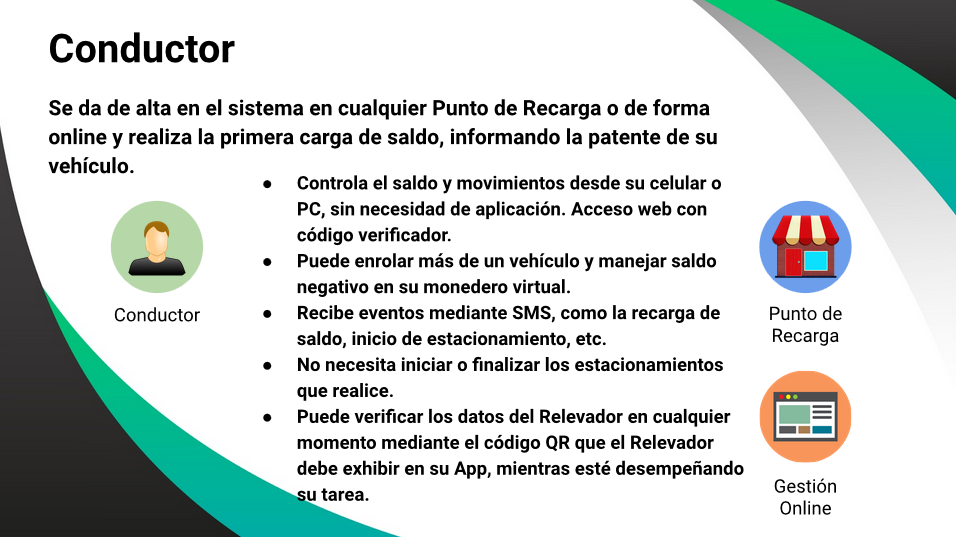 Conductor
Se da de alta en el sistema en cualquier Punto de Recarga o de forma
online y realiza la primera carga de saldo, informando la patente de su
vehículo.
● Controla el saldo y movimientos desde su celular o
PC, sin necesidad de aplicación. Acceso web con
código verificador.
● Puede enrolar más de un vehículo y manejar saldo
negativo en su monedero virtual.
● Recibe eventos mediante SMS, como la recarga de
saldo, inicio de estacionamiento, etc.
● No necesita iniciar o finalizar los estacionamientos
que realice.
● Puede verificar los datos del Relevador en cualquier
momento mediante el código QR que el Relevador
debe exhibir en su App, mientras esté desempeñando
su tarea.
Conductor
Punto de
Recarga
Gestión
Online